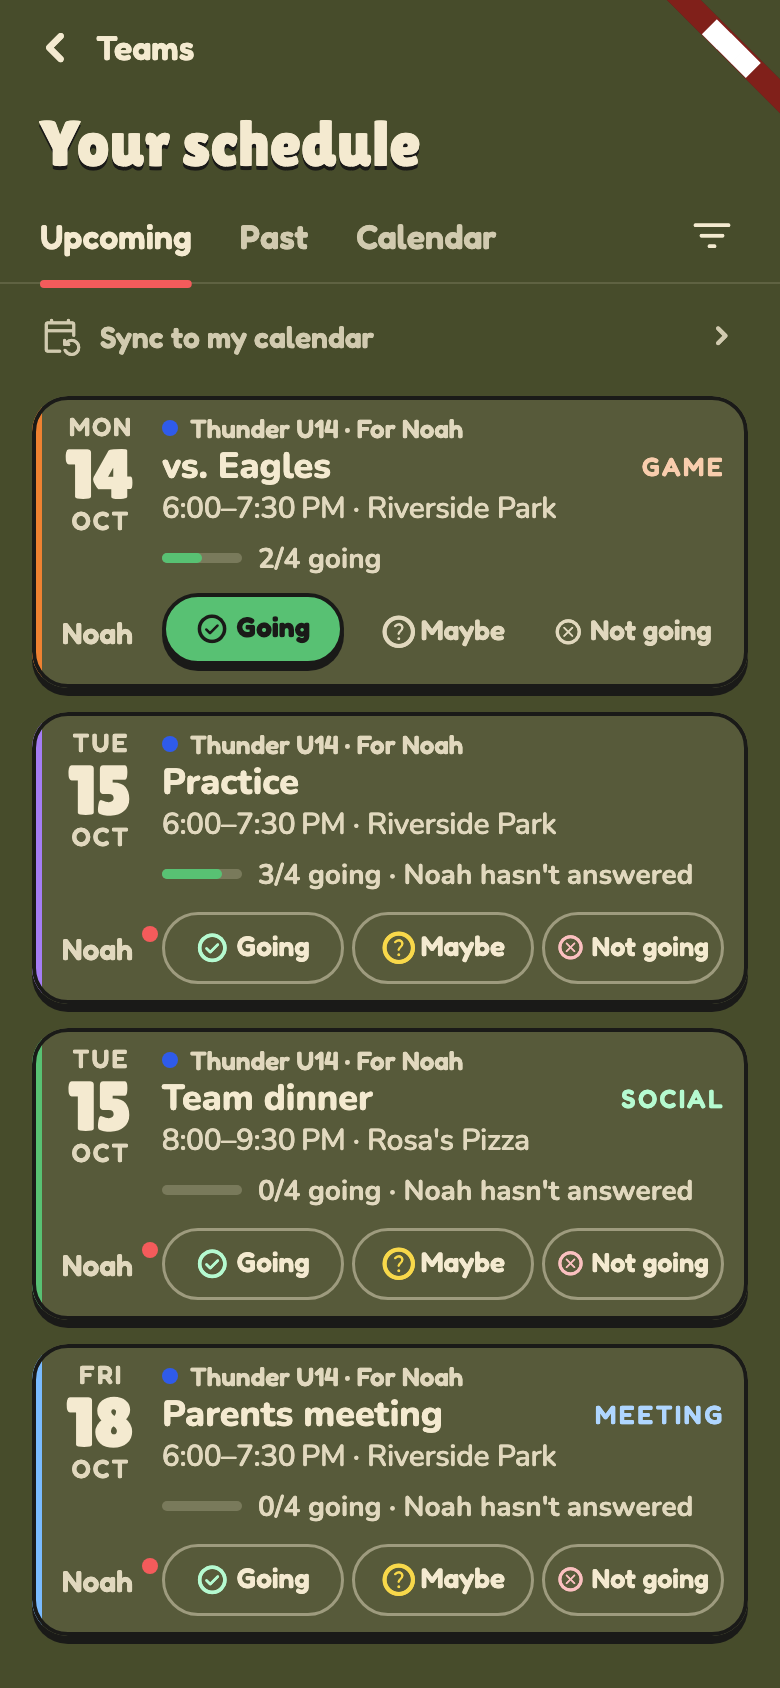 Teams
Your schedule
Upcoming Past Calendar
Sync to my calendar
MON
14
OCT
Thunder U14 · For Noah
vs. Eagles
GAME
6:00–7:30 PM · Riverside Park
2/4 going
Noah
Going
Maybe
Not going
TUE
15
OCT
Thunder U14 · For Noah
Practice
6:00–7:30 PM · Riverside Park
3/4 going · Noah hasn't answered
Noah
Going
Maybe
Not going
TUE
15
OCT
Thunder U14 · For Noah
Team dinner
SOCIAL
8:00–9:30 PM · Rosa's Pizza
0/4 going · Noah hasn't answered
Noah
Going
Maybe
Not going
FRI
18
OCT
Thunder U14 · For Noah
Parents meeting
MEETING
6:00–7:30 PM · Riverside Park
0/4 going · Noah hasn't answered
Noah
Going
Maybe
Not going